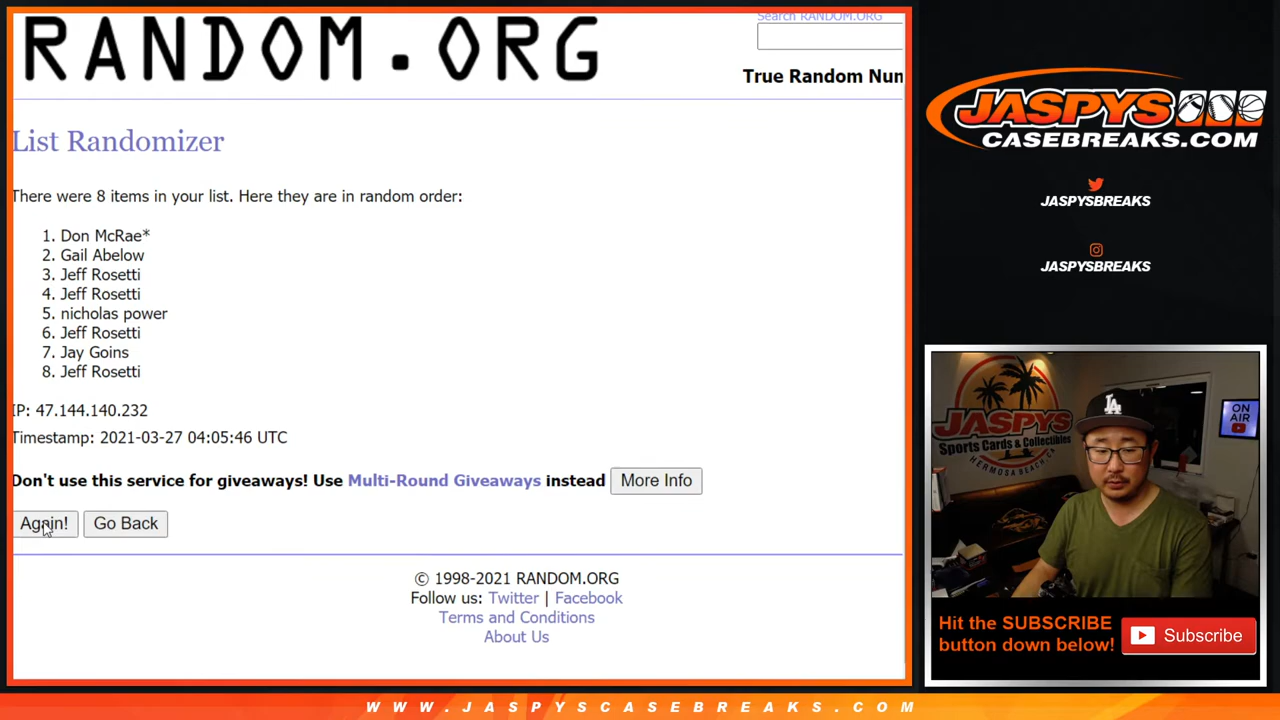 RANDOM.ORG
Search RANDOM.ORG
True Random Num
List Randomizer
There were 8 items in your list. Here they are in random order:
1. Don McRae*
2. Gail Abelow
3. Jeff Rosetti
4. Jeff Rosetti
5. nicholas power
6. Jeff Rosetti
7. Jay Goins
8. Jeff Rosetti
IP: 47.144.140.232
Timestamp: 2021-03-27 04:05:46 UTC
Don't use this service for giveaways! Use Multi-Round Giveaways instead More Info
Again! Go Back
© 1998-2021 RANDOM.ORG
Follow us: Twitter | Facebook
Terms and Conditions
About Us
JASPYS
CASEBREAKS.COM
JASPYSBREAKS
JASPYSBREAKS
JASPYS
Sports Cards & Collectibles
HERMOSA BEACH, CA
LA
ON
AIR
Hit the SUBSCRIBE
button down below!
Subscribe
WWW.JASPYSCASEBREAKS.COM